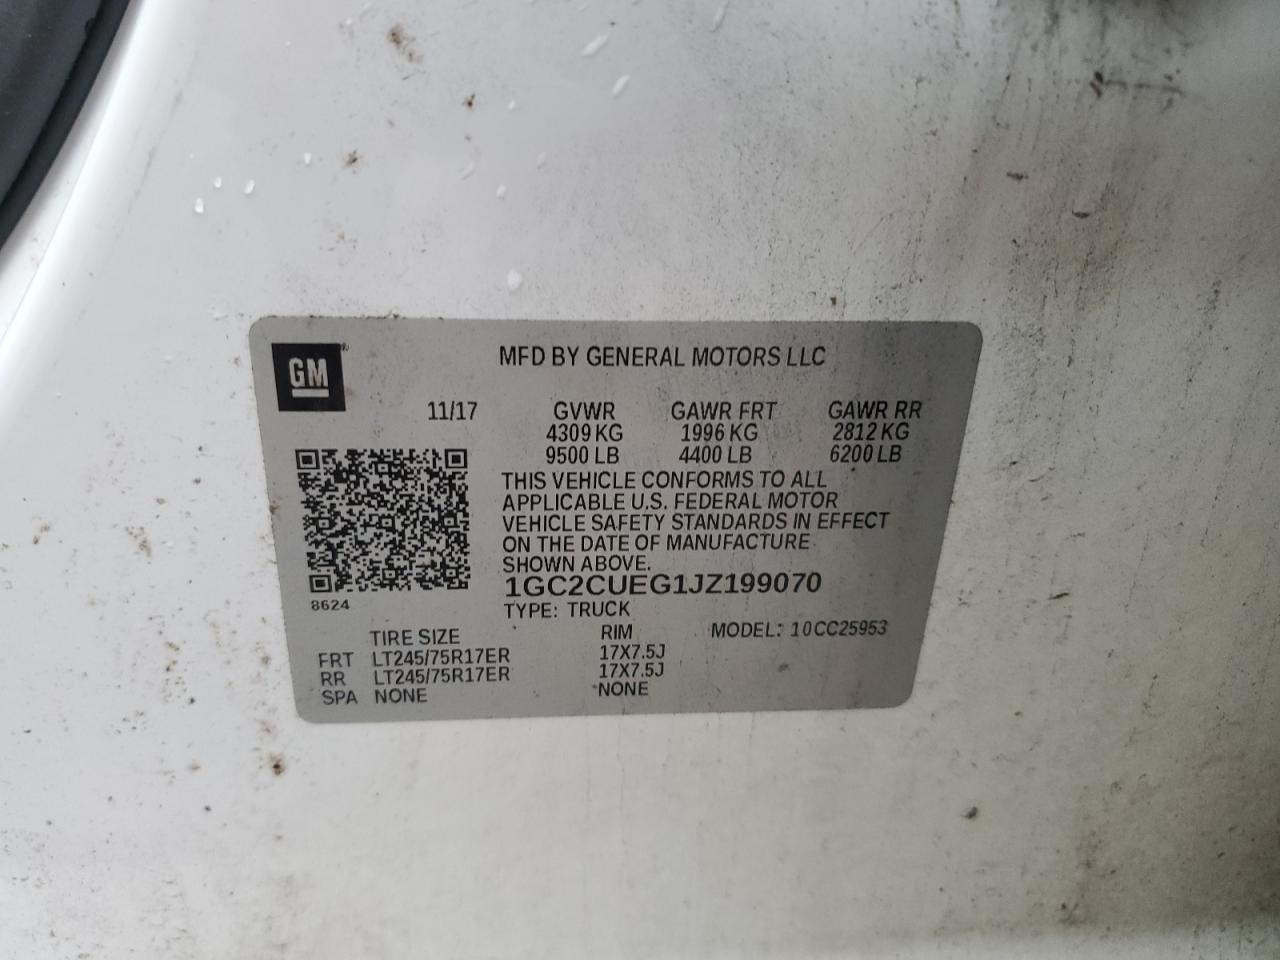 GM®
MFD BY GENERAL MOTORS LLC
11/17 GVWR GAWR FRT GAWR RR
4309 KG 1996 KG 2812 KG
9500 LB 4400 LB 6200 LB
THIS VEHICLE CONFORMS TO ALL
APPLICABLE U.S. FEDERAL MOTOR
VEHICLE SAFETY STANDARDS IN EFFECT
ON THE DATE OF MANUFACTURE
SHOWN ABOVE.
1GC2CUEG1JZ199070
8624
TYPE: TRUCK
TIRE SIZE RIM MODEL: 10CC25953
FRT LT245/75R17ER 17X7.5J
RR LT245/75R17ER 17X7.5J
SPA NONE NONE